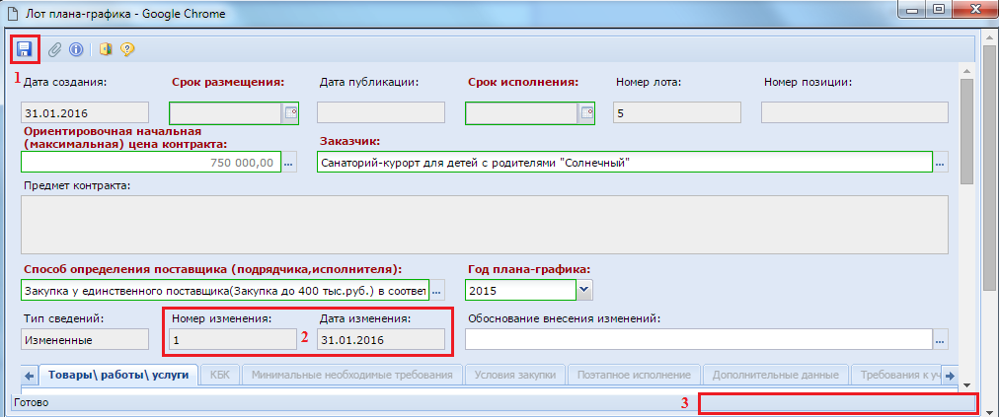 Лот плана-графика - Google Chrome
1
Дата создания: Срок размещения: Дата публикации: Срок исполнения: Номер лота: Номер позиции:
31.01.2016 5
Ориентировочная начальная
(максимальная) цена контракта: Заказчик:
750 000,00 ... Санаторий-курорт для детей с родителями "Солнечный" ...
Предмет контракта:
Способ определения поставщика (подрядчика,исполнителя): Год плана-графика:
Закупка у единственного поставщика(Закупка до 400 тыс.руб.) в соответ ... 2015
Тип сведений: Номер изменения: Дата изменения: Обоснование внесения изменений:
Измененные 1 2 31.01.2016 ...
Товары\ работы\ услуги КБК Минимальные необходимые требования Условия закупки Поэтапное исполнение Дополнительные данные Требования к уч
Готово 3